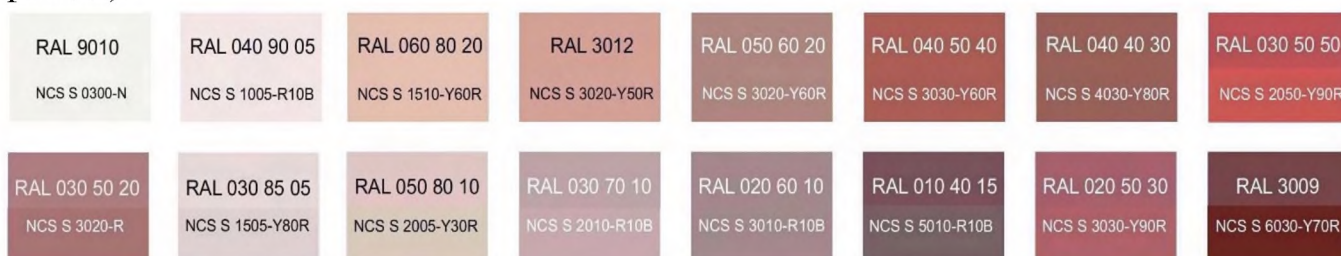 RAL 9010
NCS S 0300-N
RAL 040 90 05
NCS S 1005-R10B
RAL 060 80 20
NCS S 1510-Y60R
RAL 3012
NCS S 3020-Y50R
RAL 050 60 20
NCS S 3020-Y60R
RAL 040 50 40
NCS S 3030-Y60R
RAL 040 40 30
NCS S 4030-Y80R
RAL 030 50 50
NCS S 2050-Y90R
RAL 030 50 20
NCS S 3020-R
RAL 030 85 05
NCS S 1505-Y80R
RAL 050 80 10
NCS S 2005-Y30R
RAL 030 70 10
NCS S 2010-R10B
RAL 020 60 10
NCS S 3010-R10B
RAL 010 40 15
NCS S 5010-R10B
RAL 020 50 30
NCS S 3030-Y90R
RAL 3009
NCS S 6030-Y70R